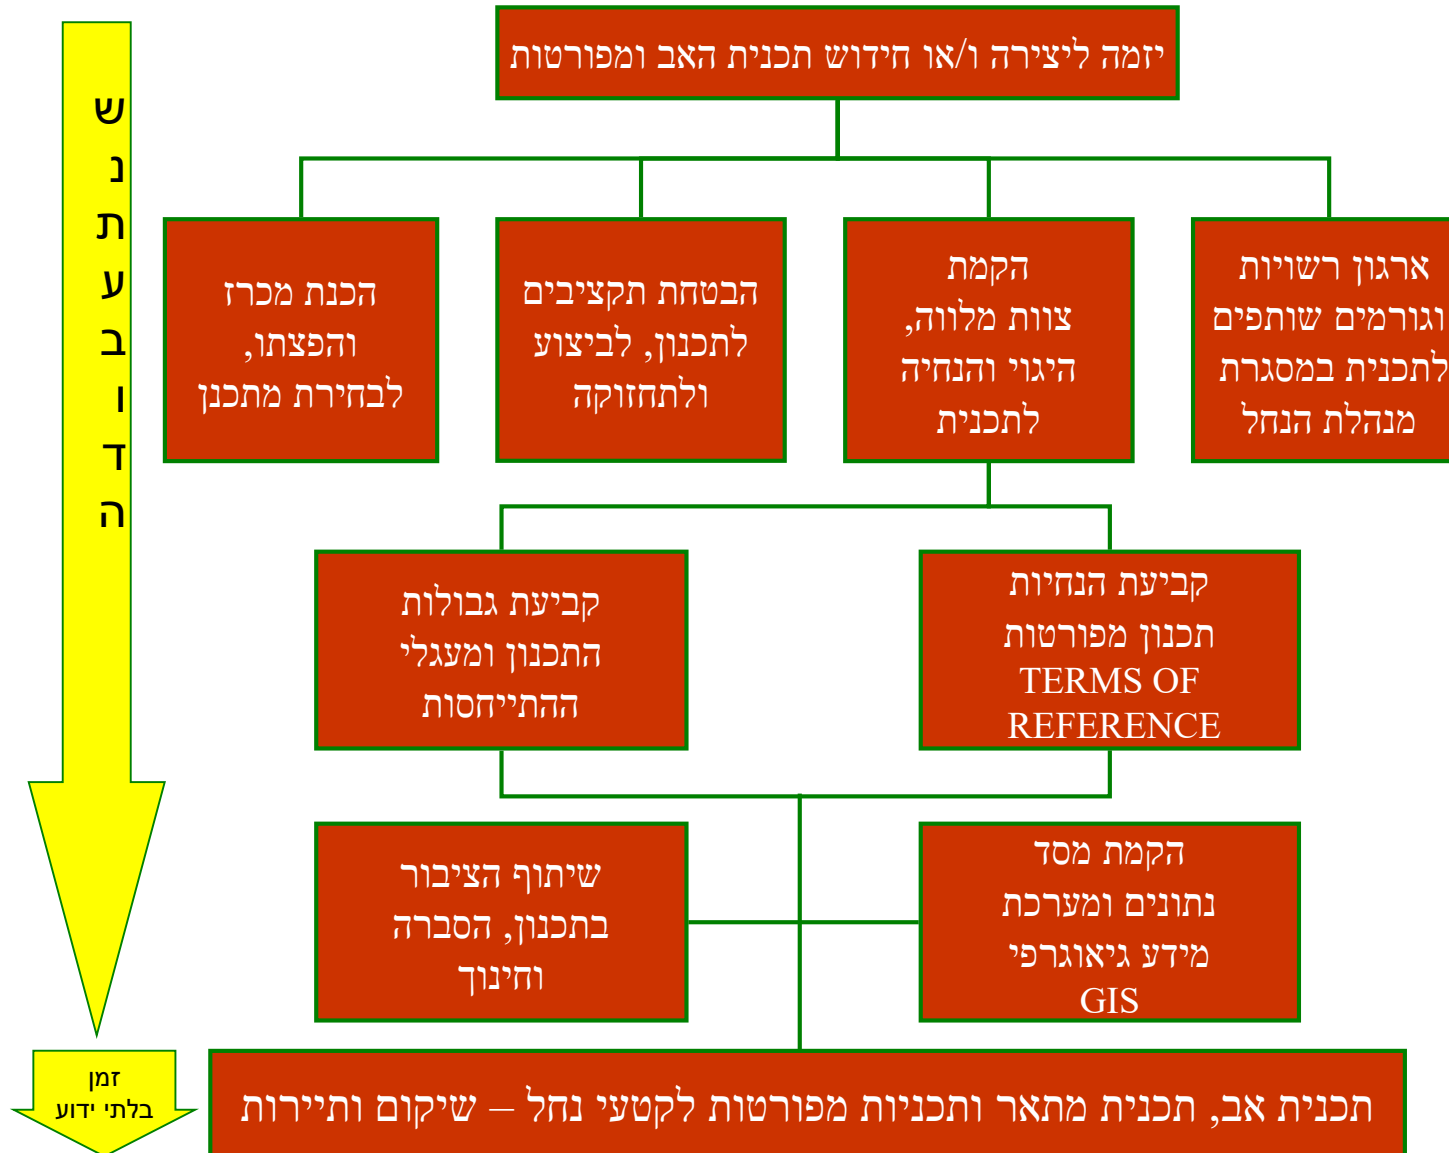 יזמה ליצירה ו/או חידוש תכנית האב ומפורטות
ש
נ
ת
ע
ב
ו
ד
ה
ארגון רשויות
וגורמים שותפים
לתכנית במסגרת
מנהלת הנחל
הקמת
צוות מלווה,
היגוי והנחיה
לתכנית
הבטחת תקציבים
לתכנון, לביצוע
ולתחזוקה
הכנת מכרז
והפצתו,
לבחירת מתכנן
קביעת הנחיות
תכנון מפורטות
TERMS OF
REFERENCE
קביעת גבולות
התכנון ומעגלי
ההתייחסות
הקמת מסד
נתונים ומערכת
מידע גיאוגרפי
GIS
שיתוף הציבור
בתכנון, הסברה
וחינוך
זמן
בלתי ידוע
תכנית אב, תכנית מתאר ותכניות מפורטות לקטעי נחל – שיקום ותיירות